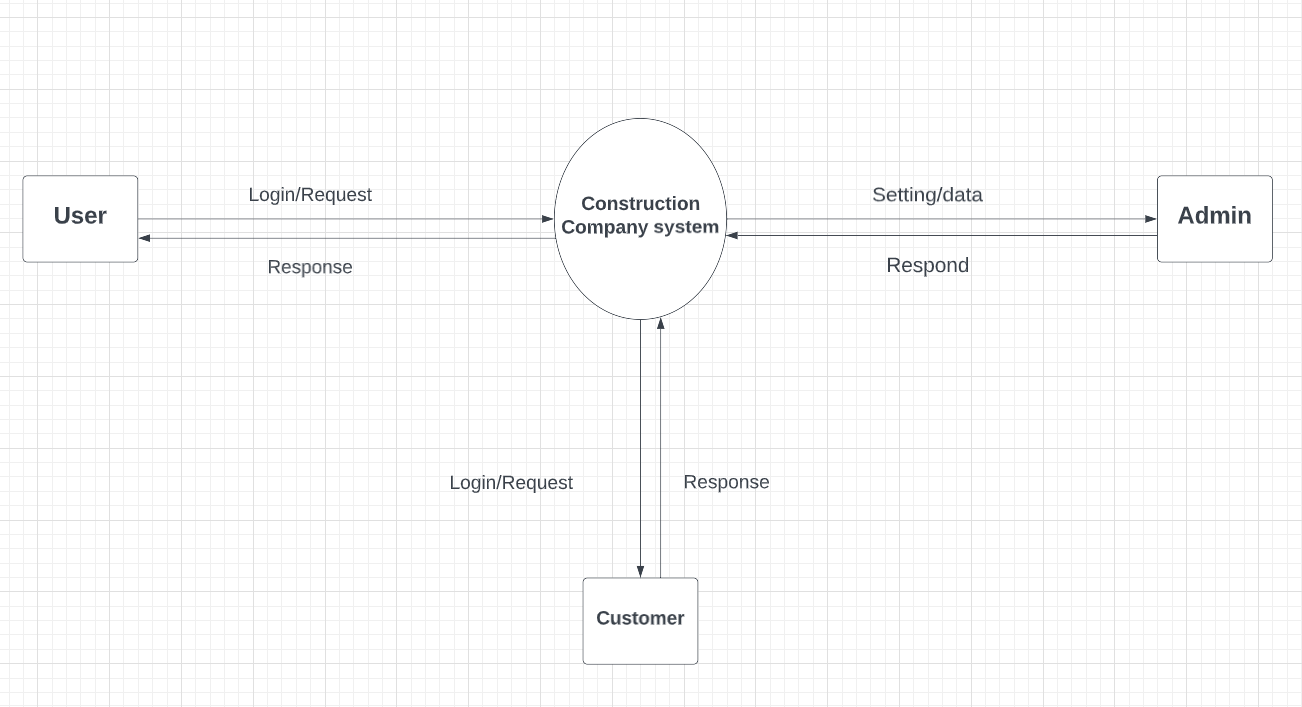 User
Login/Request
Response
Construction
Company system
Setting/data
Respond
Admin
Login/Request
Response
Customer